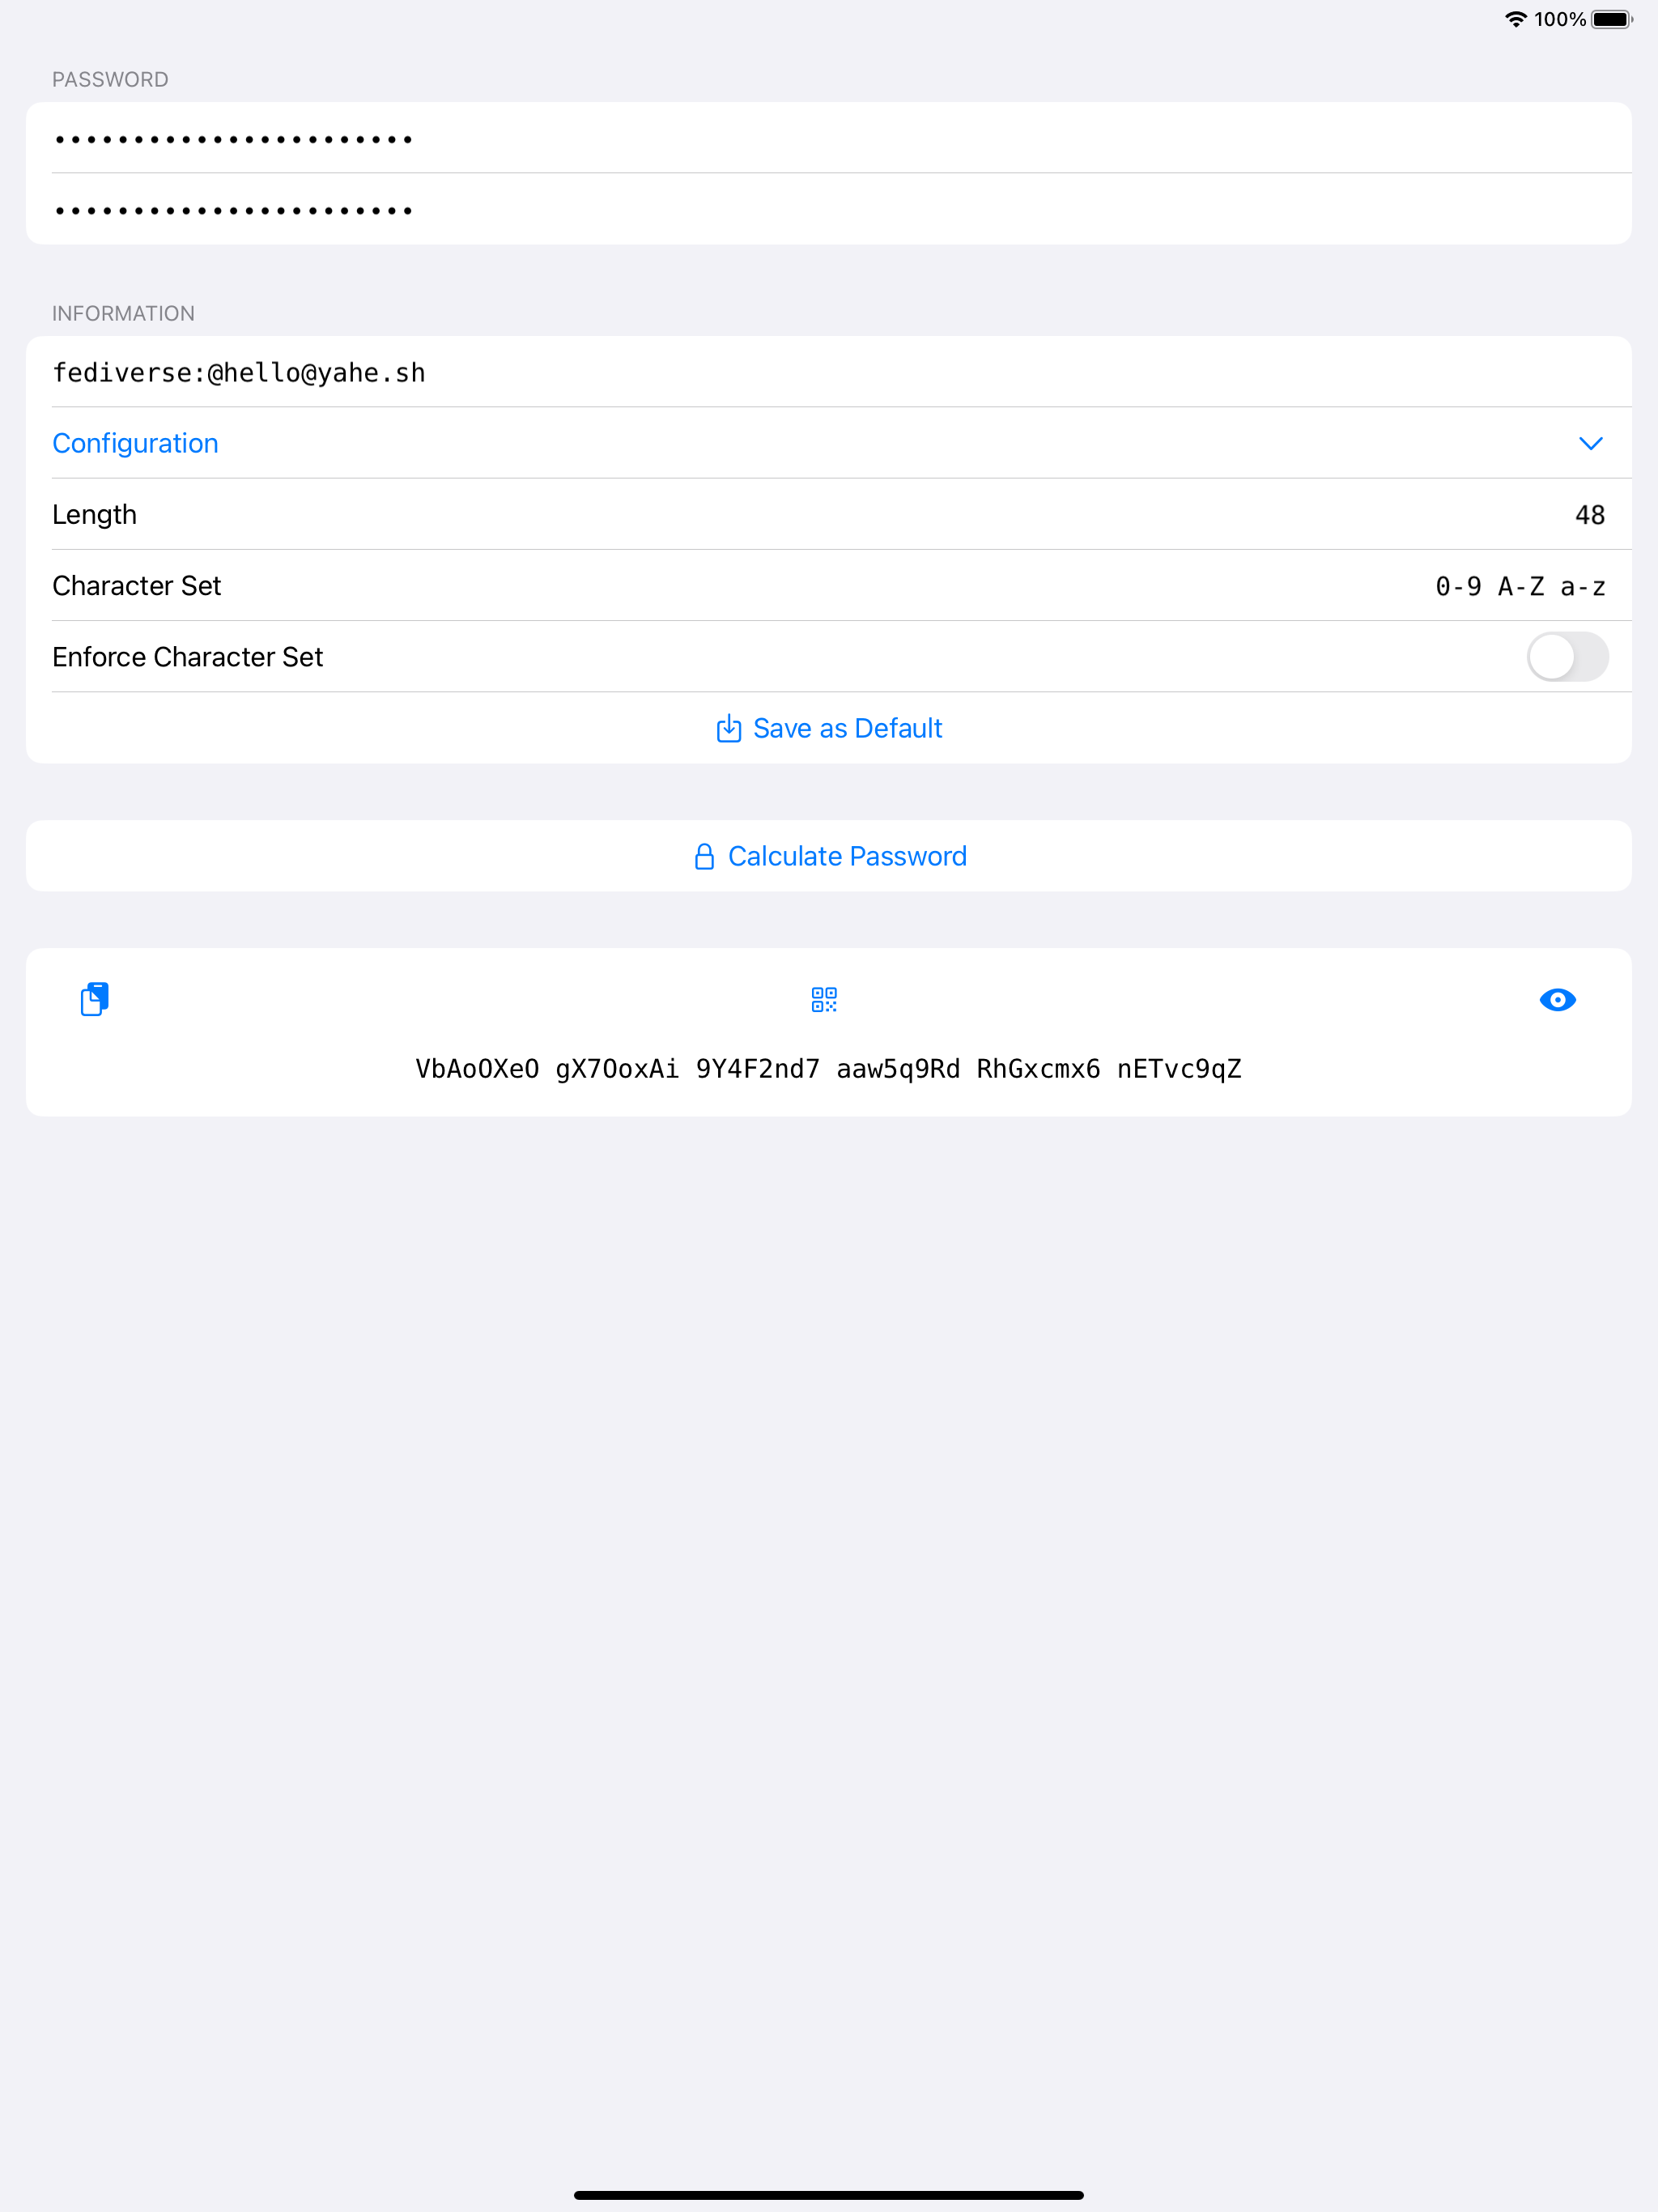 100%
PASSWORD
•••••••••••••••••••••••
•••••••••••••••••••••••
INFORMATION
fediverse:@hello@yahe.sh
Configuration
Length 48
Character Set 0-9 A-Z a-z
Enforce Character Set
Save as Default
Calculate Password
VbAoOXeO gX7OoxAi 9Y4F2nd7 aaw5q9Rd RhGxcmx6 nETvc9qZ